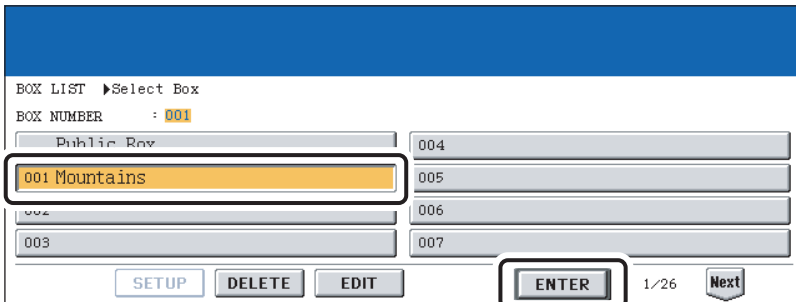 BOX LIST ▶Select Box
BOX NUMBER : 001
Public Box 004
001 Mountains 005
002 006
003 007
SETUP DELETE EDIT ENTER 1/26 Next